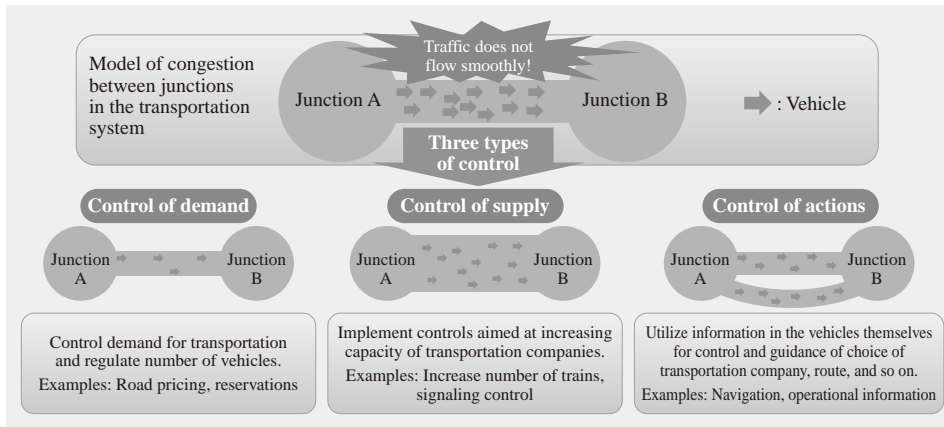 Model of congestion
between junctions
in the transportation
system
Traffic does not
flow smoothly!
Junction A
Junction B
: Vehicle
Three types
of control
Control of demand
Junction
A
Junction
B
Control demand for transportation
and regulate number of vehicles.
Examples: Road pricing, reservations
Control of supply
Junction
A
Junction
B
Implement controls aimed at increasing
capacity of transportation companies.
Examples: Increase number of trains,
signaling control
Control of actions
Junction
A
Junction
B
Utilize information in the vehicles themselves
for control and guidance of choice of
transportation company, route, and so on.
Examples: Navigation, operational information